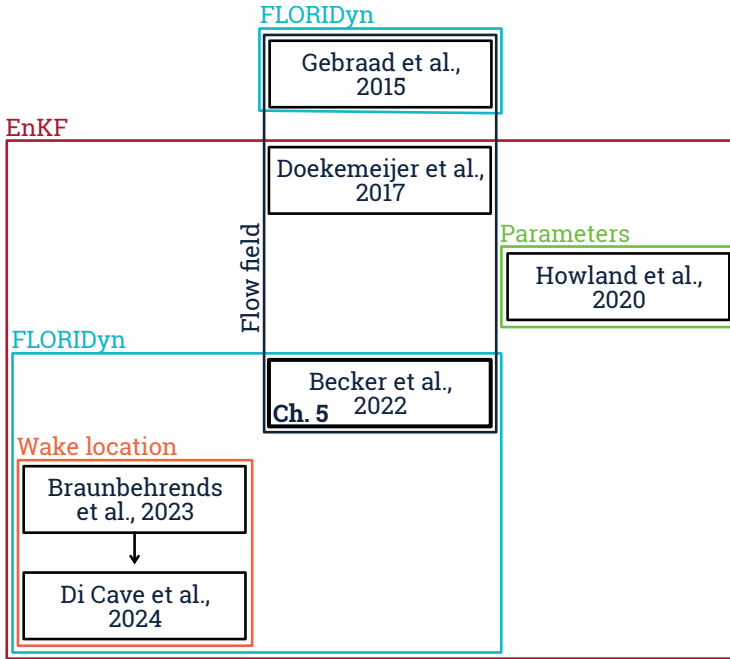 FLORIDyn
Gebraad et al.,
2015
EnKF
Doekemeijer et al.,
2017
Flow field
Parameters
Howland et al.,
2020
FLORIDyn
Becker et al.,
2022
Ch. 5
Wake location
Braunbehrends
et al., 2023
Di Cave et al.,
2024